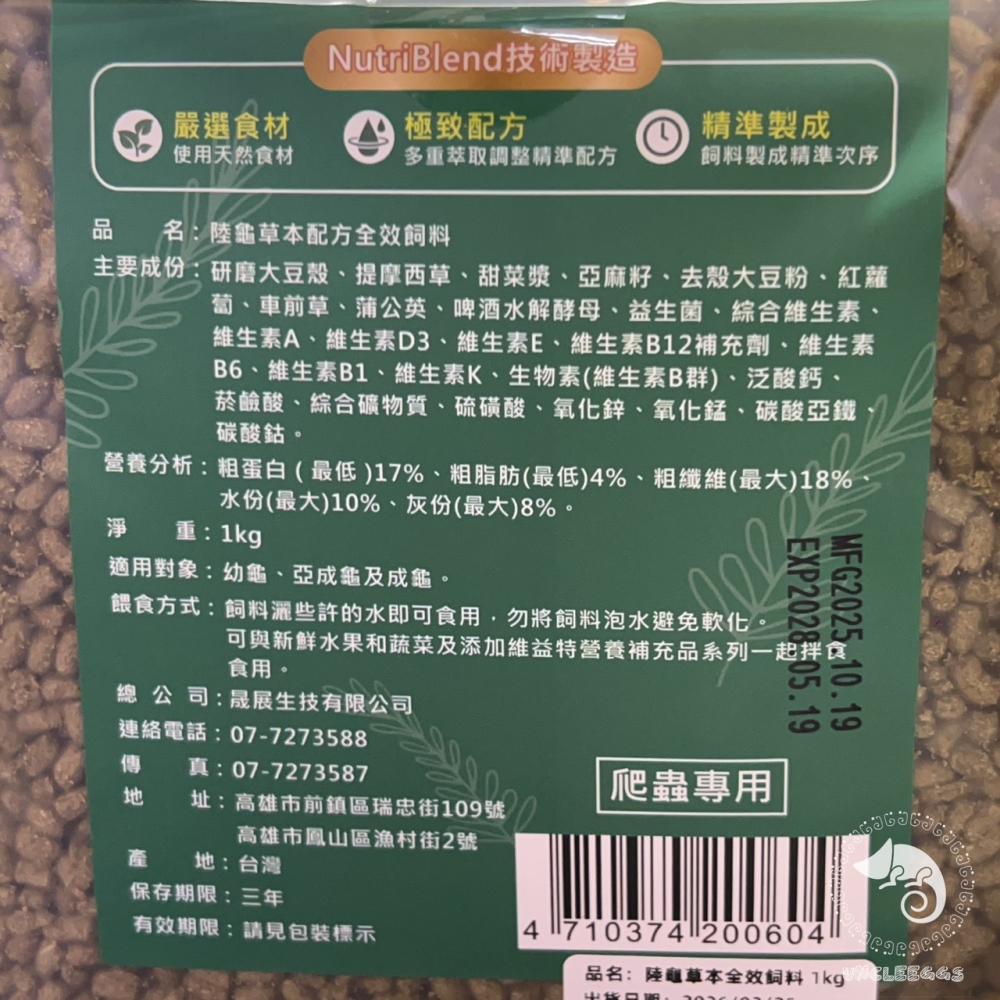 NutriBlend技術製造
嚴選食材
使用天然食材
極致配方
多重萃取調整精準配方
精準製成
飼料製成精準次序
品名：陸龜草本配方全效飼料
主要成份：研磨大豆殼、提摩西草、甜菜漿、亞麻籽、去殼大豆粉、紅蘿
蔔、車前草、蒲公英、啤酒水解酵母、益生菌、綜合維生素、
維生素A、維生素D3、維生素E、維生素B12補充劑、維生素
B6、維生素B1、維生素K、生物素(維生素B群)、泛酸鈣、
菸鹼酸、綜合礦物質、硫磺酸、氧化鋅、氧化錳、碳酸亞鐵、
碳酸鈷。
營養分析：粗蛋白(最低)17%、粗脂肪(最低)4%、粗纖維(最大)18%、
水份(最大)10%、灰份(最大)8%。
淨重：1kg
適用對象：幼龜、亞成龜及成龜。
餵食方式：飼料灑些許的水即可食用，勿將飼料泡水避免軟化。
可與新鮮水果和蔬菜及添加維益特營養補充品系列一起拌食
食用。
總公司：晟展生技有限公司
連絡電話：07-7273588
傳真：07-7273587
地址：高雄市前鎮區瑞忠街109號
高雄市鳳山區漁村街2號
產地：台灣
保存期限：三年
有效期限：請見包裝標示
MFG2025.10.19
EXP2028.05.19
爬蟲專用
4 710374 200604
品名: 陸龜草本全效飼料 1kg
UNCLEEGGS